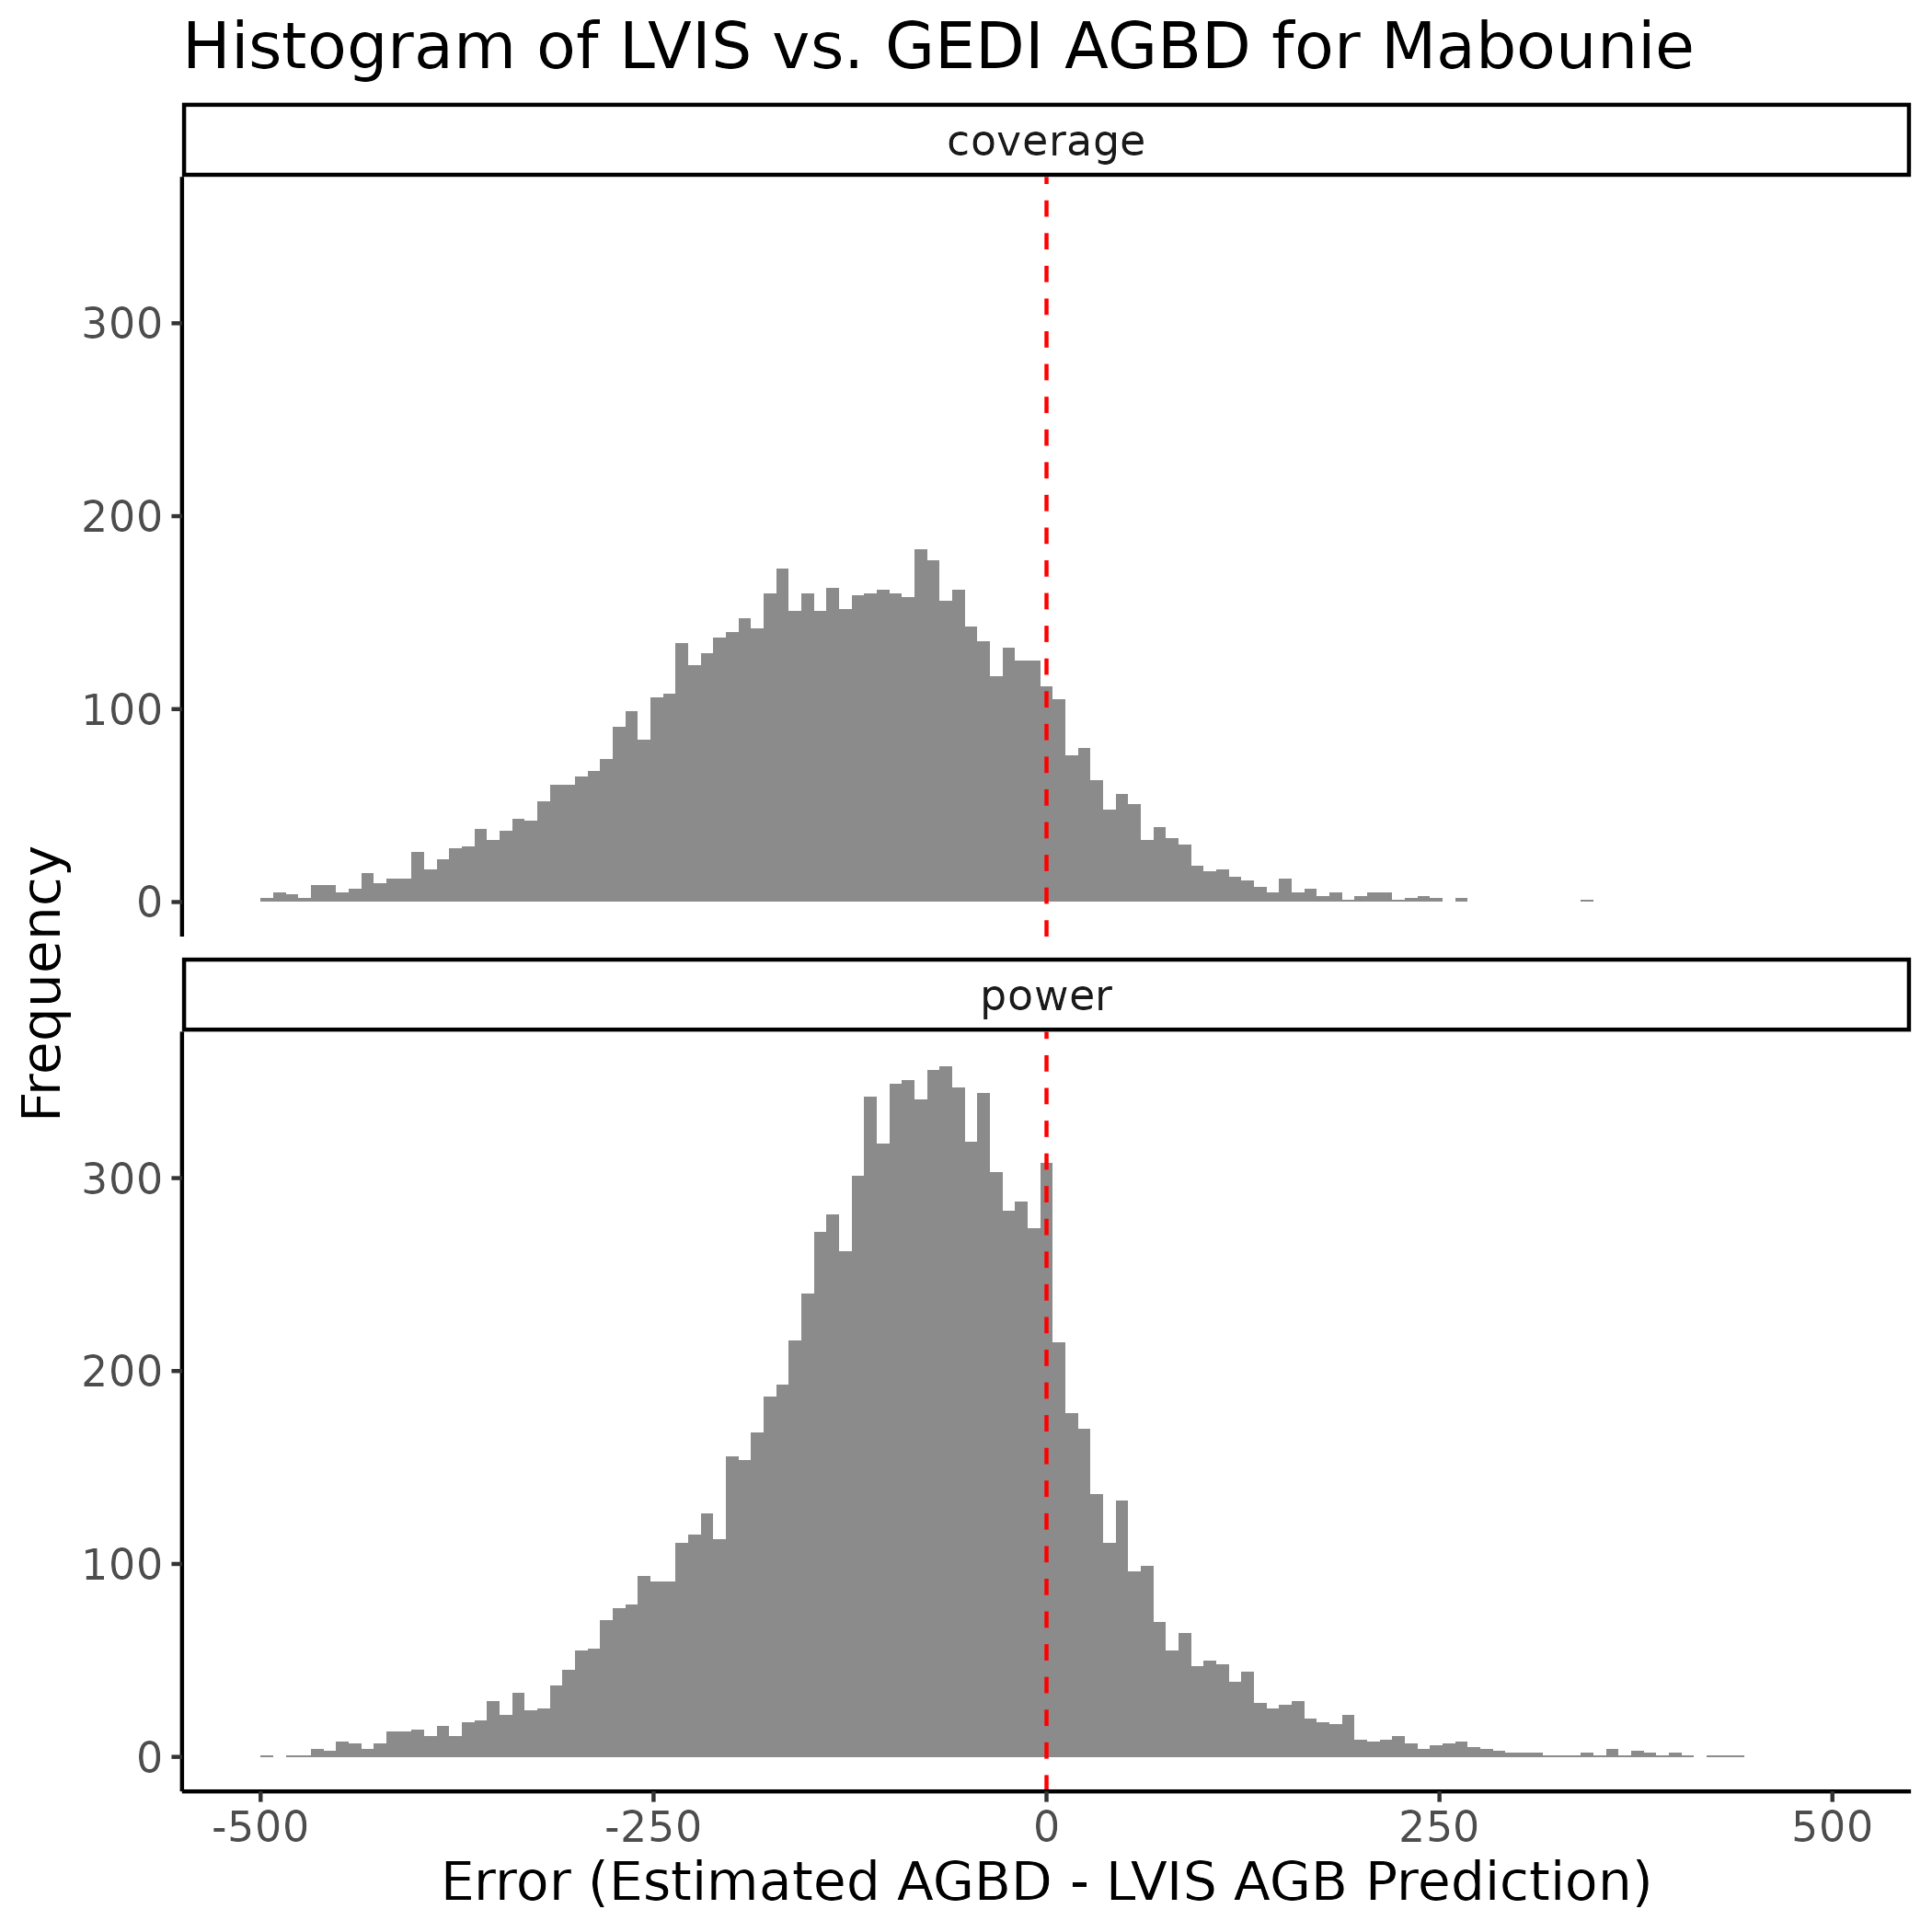 Histogram of LVIS vs. GEDI AGBD for Mabounie
coverage
300
200
100
0
Frequency
power
300
200
100
0
-500 -250 0 250 500
Error (Estimated AGBD - LVIS AGB Prediction)